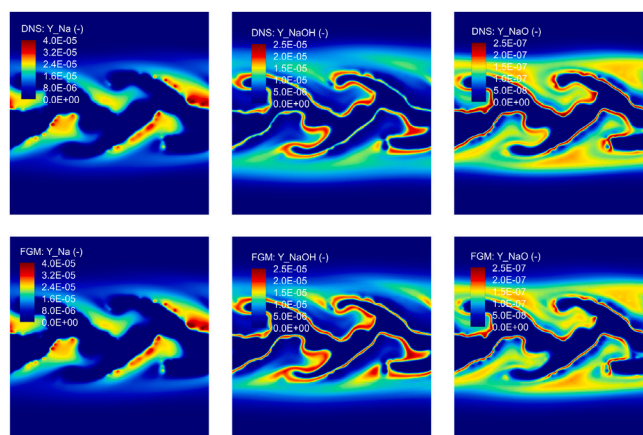 DNS: Y_Na (-)
4.0E-05
3.2E-05
2.4E-05
1.6E-05
8.0E-06
0.0E+00
DNS: Y_NaOH (-)
2.5E-05
2.0E-05
1.5E-05
1.0E-05
5.0E-06
0.0E+00
DNS: Y_NaO (-)
2.5E-07
2.0E-07
1.5E-07
1.0E-07
5.0E-08
0.0E+00
FGM: Y_Na (-)
4.0E-05
3.2E-05
2.4E-05
1.6E-05
8.0E-06
0.0E+00
FGM: Y_NaOH (-)
2.5E-05
2.0E-05
1.5E-05
1.0E-05
5.0E-06
0.0E+00
FGM: Y_NaO (-)
2.5E-07
2.0E-07
1.5E-07
1.0E-07
5.0E-08
0.0E+00